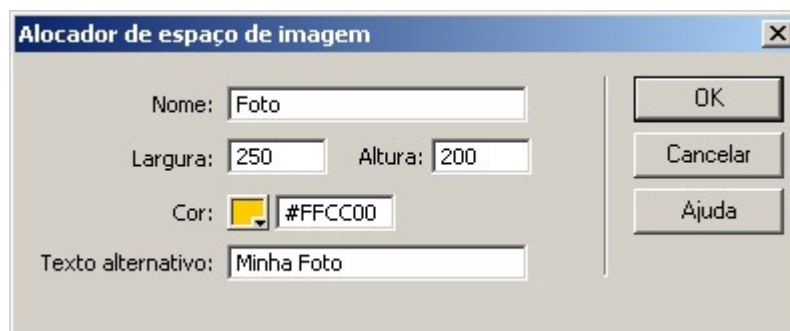 Alocador de espaço de imagem
Nome: Foto
OK
Largura: 250 Altura: 200
Cancelar
Cor: #FFCC00
Ajuda
Texto alternativo: Minha Foto